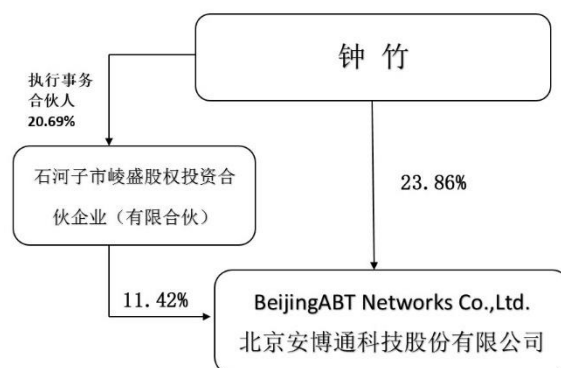 钟 竹
执行事务
合伙人
20.69%
石河子市崚盛股权投资合
伙企业（有限合伙）
23.86%
11.42%
BeijingABT Networks Co.,Ltd.
北京安博通科技股份有限公司